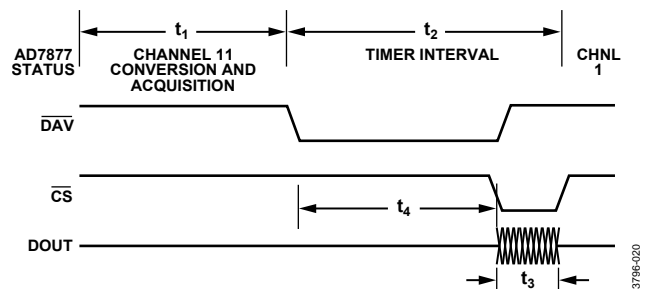 t1
t2
AD7877
STATUS
CHANNEL 11
CONVERSION AND
ACQUISITION
TIMER INTERVAL
CHNL
1
DAV
CS
t4
DOUT
t3
3796-020